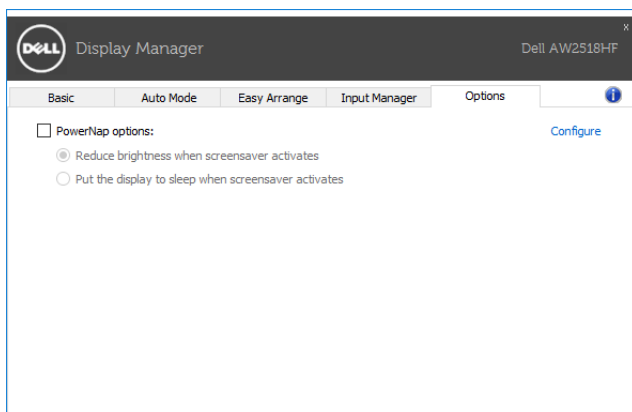 DELL Display Manager Dell AW2518HF
x
Basic Auto Mode Easy Arrange Input Manager Options i
PowerNap options: Configure
Reduce brightness when screensaver activates
Put the display to sleep when screensaver activates